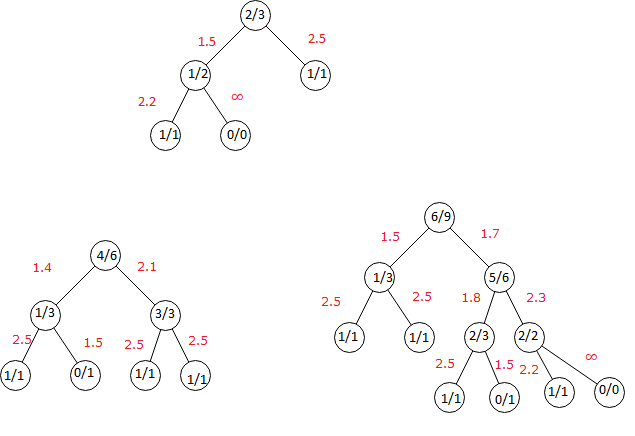 2/3
1.5 2.5
1/2 1/1
2.2 ∞
1/1 0/0
6/9
1.5 1.7
4/6
1.4 2.1
1/3 5/6
2.5 2.5 1.8 2.3
1/3 3/3
1/1 1/1 2/3 2/2
2.5 1.5 2.5 2.5
2.5 1.5 2.2 ∞
1/1 0/1 1/1 1/1
1/1 0/1 1/1 0/0